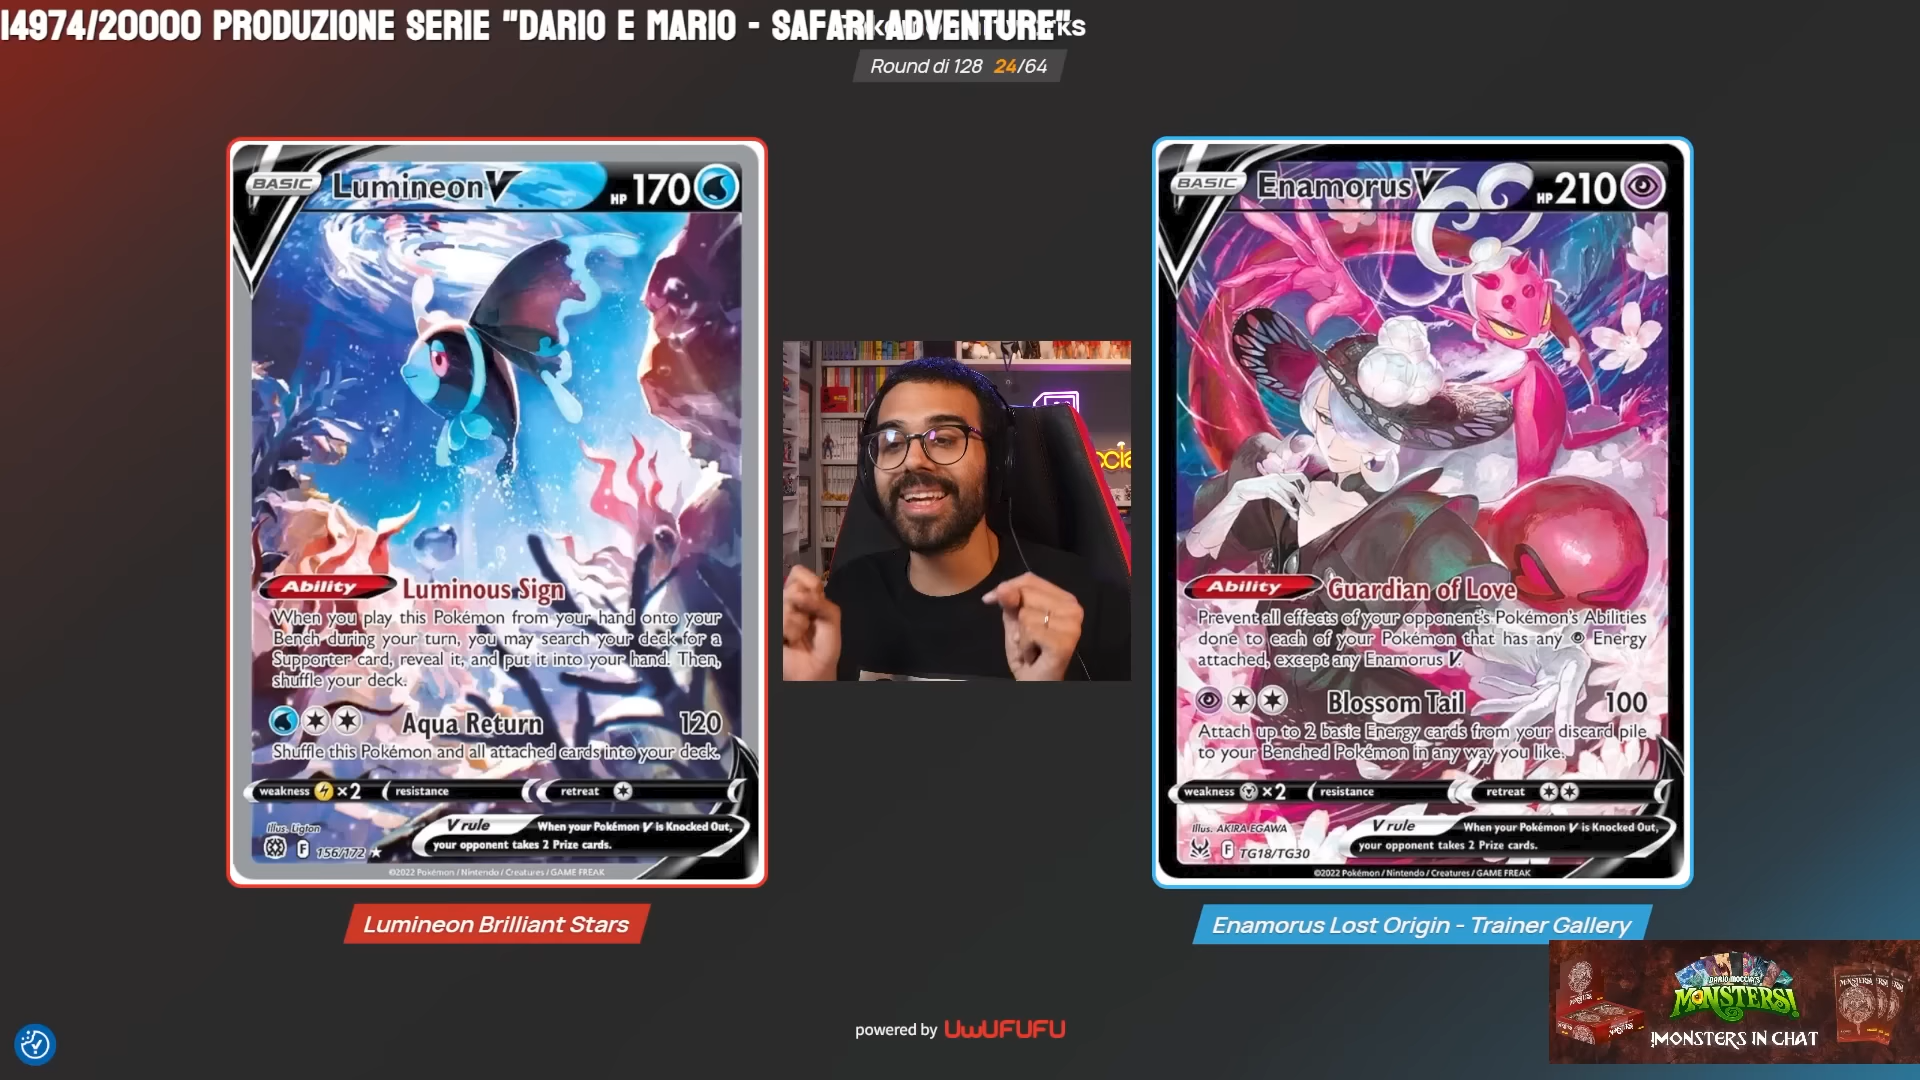 14974/20000 PRODUZIONE SERIE "DARIO E MARIO - SAFARI ADVENTURE"
Round di 128 24/64
BASIC Lumineon V HP 170
Ability Luminous Sign
When you play this Pokémon from your hand onto your
Bench during your turn, you may search your deck for a
Supporter card, reveal it, and put it into your hand. Then,
shuffle your deck.
Aqua Return 120
Shuffle this Pokémon and all attached cards into your deck.
weakness ×2 resistance retreat
V rule When your Pokémon V is Knocked Out,
your opponent takes 2 Prize cards.
Illus. Ligton
F 156/172
©2022 Pokémon / Nintendo / Creatures / GAME FREAK
Lumineon Brilliant Stars
BASIC Enamorus V HP 210
Ability Guardian of Love
Prevent all effects of your opponent's Pokémon's Abilities
done to each of your Pokémon that has any Energy
attached, except any Enamorus V.
Blossom Tail 100
Attach up to 2 basic Energy cards from your discard pile
to your Benched Pokémon in any way you like.
weakness ×2 resistance retreat
V rule When your Pokémon V is Knocked Out,
your opponent takes 2 Prize cards.
Illus. AKIRA EGAWA
F TG18/TG30
©2022 Pokémon / Nintendo / Creatures / GAME FREAK
Enamorus Lost Origin - Trainer Gallery
powered by UwUFUFU
DARIO MOCCIA'S
MONSTERS!
!MONSTERS IN CHAT